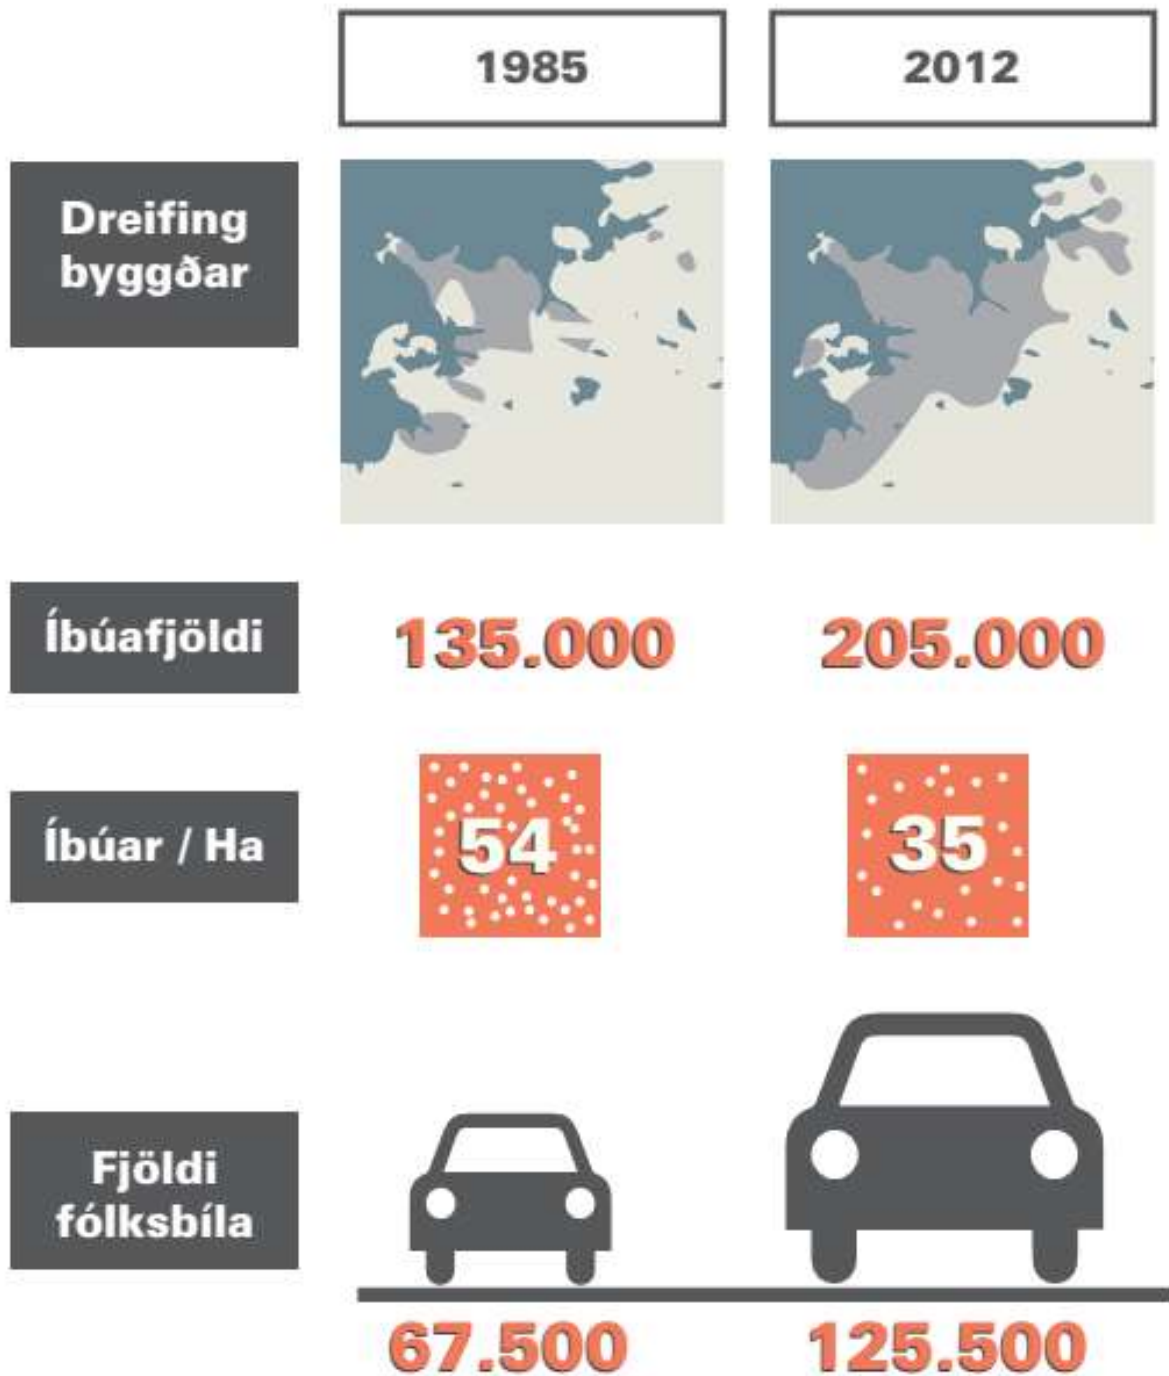 1985
2012
Dreifing
byggðar
Íbúafjöldi
135.000
205.000
Íbúar / Ha
54
35
Fjöldi
fólksbíla
67.500
125.500